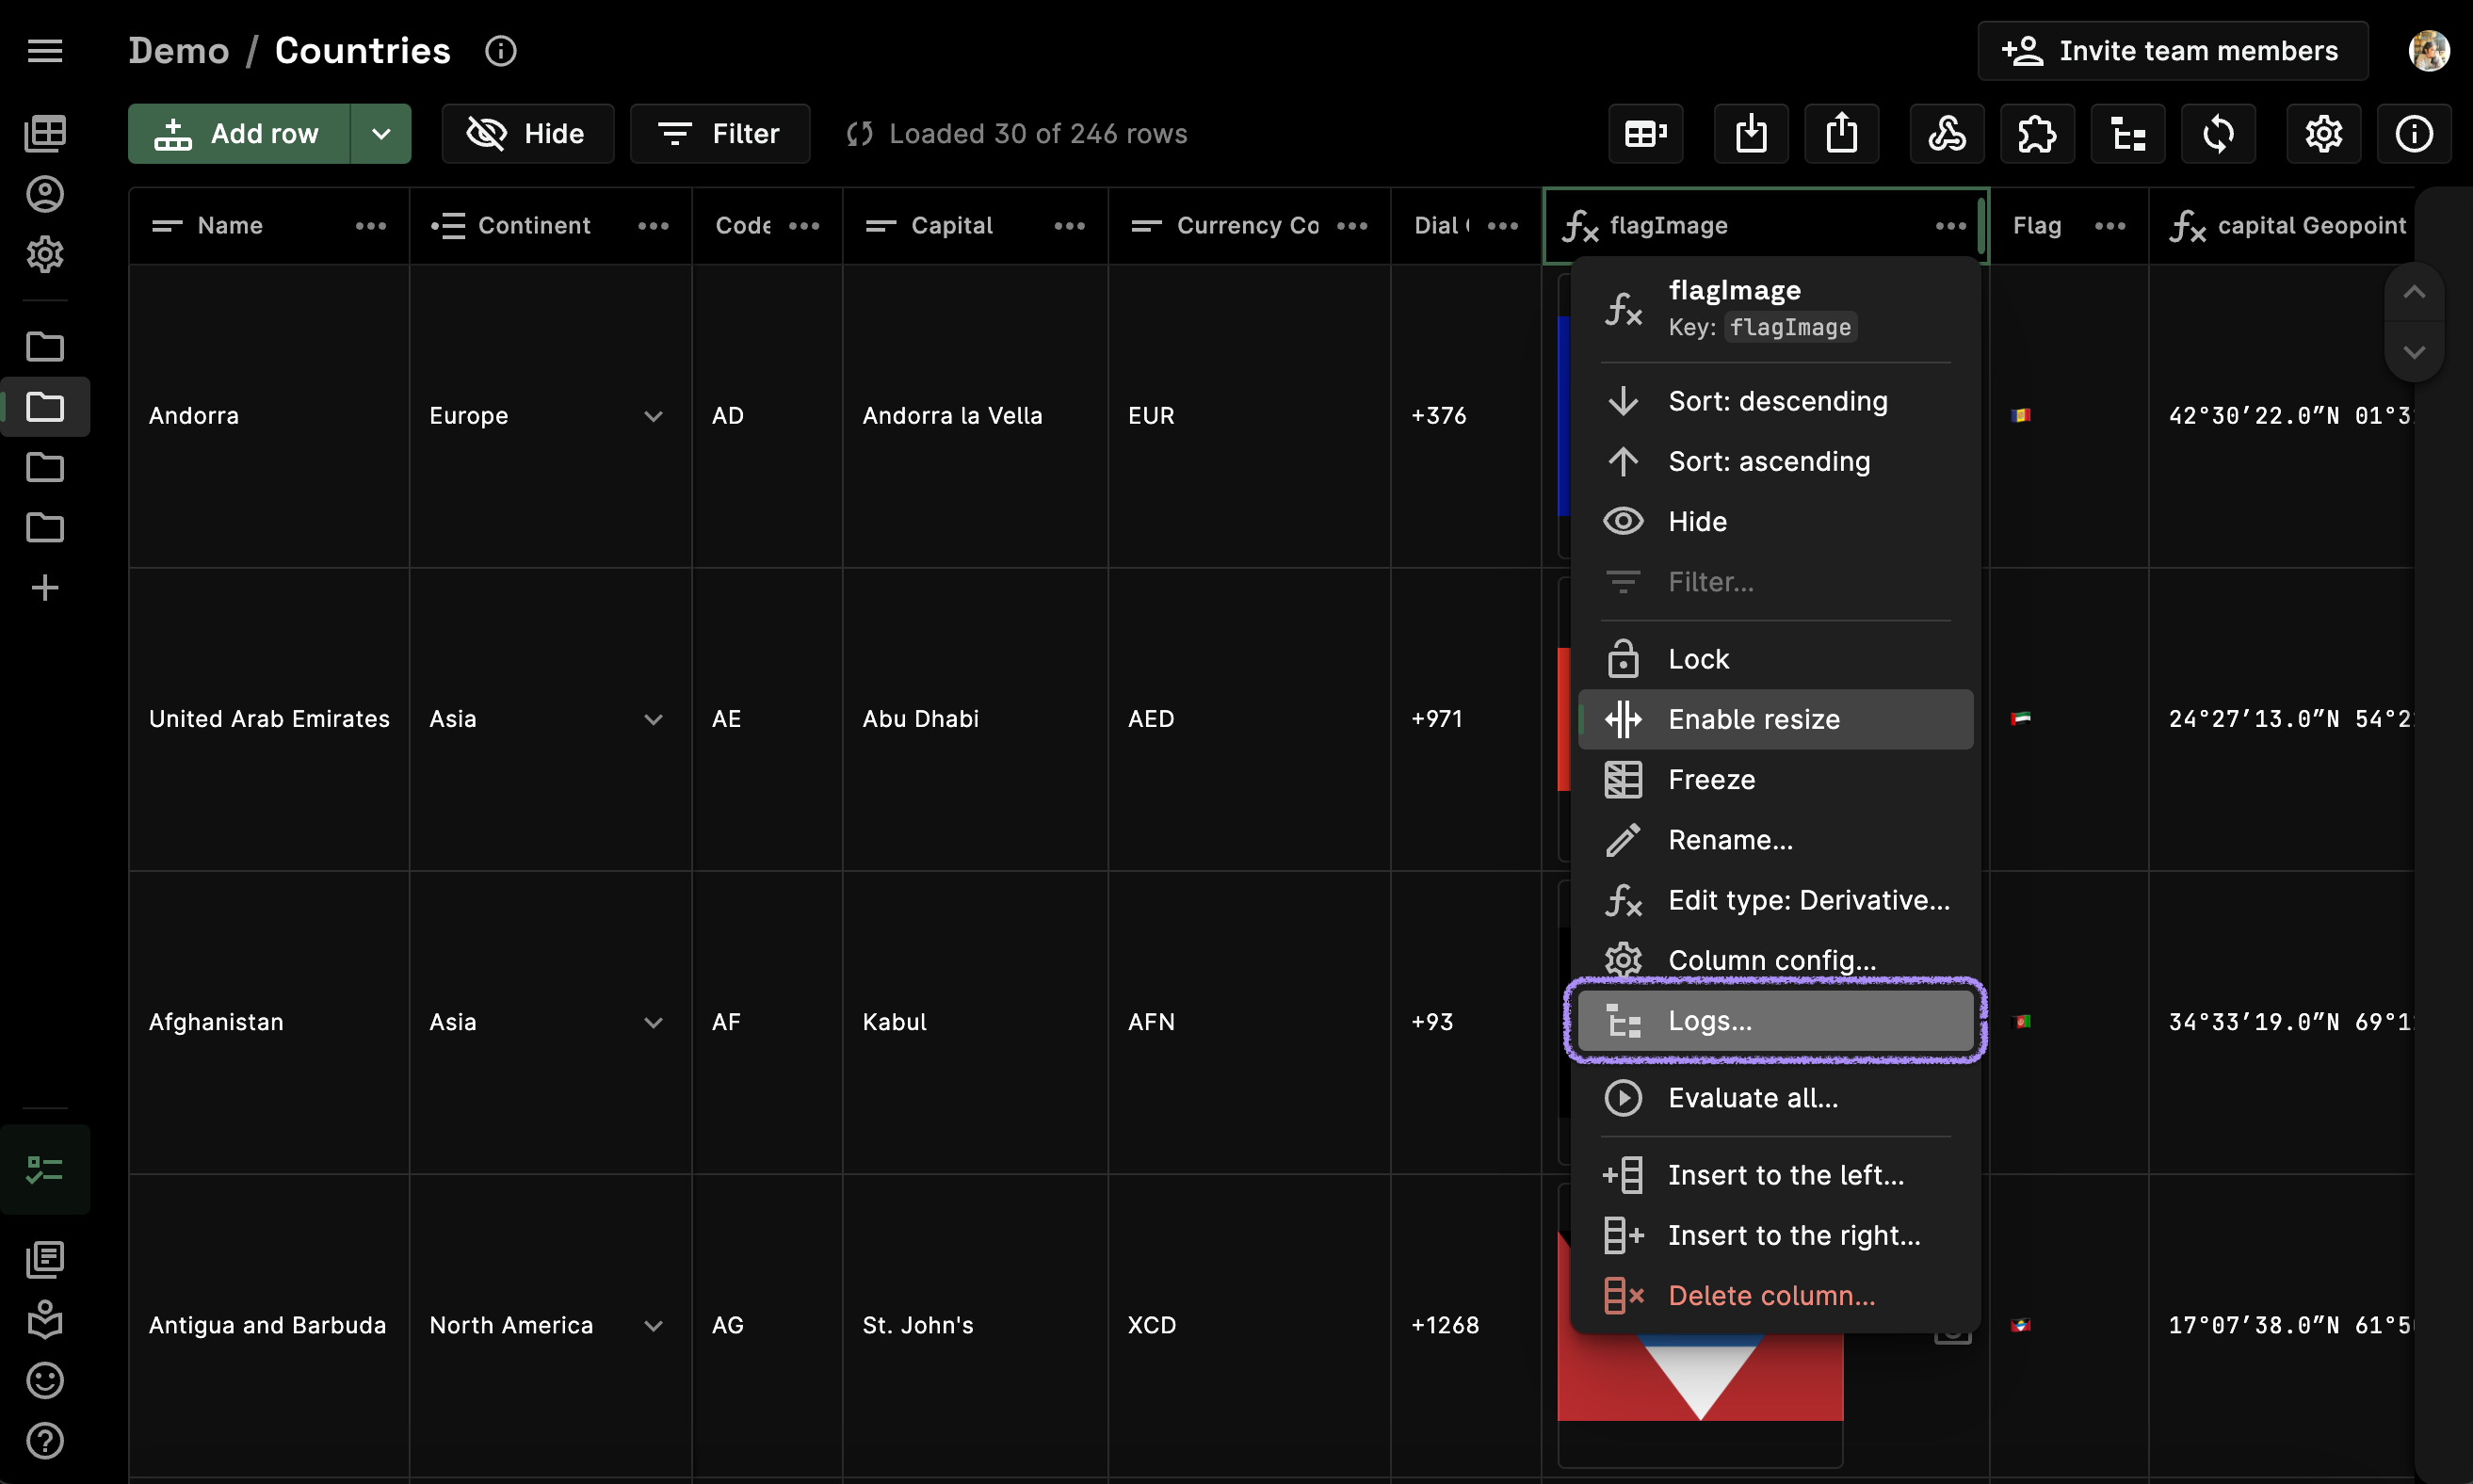 Demo / Countries
Invite team members
Add row
Hide
Filter
Loaded 30 of 246 rows
Name
Continent
Code
Capital
Currency Co
Dial
flagImage
Flag
capital Geopoint
Andorra
Europe
AD
Andorra la Vella
EUR
+376
42°30′22.0″N 01°3
United Arab Emirates
Asia
AE
Abu Dhabi
AED
+971
24°27′13.0″N 54°2
Afghanistan
Asia
AF
Kabul
AFN
+93
34°33′19.0″N 69°1
Antigua and Barbuda
North America
AG
St. John's
XCD
+1268
17°07′38.0″N 61°5
flagImage
Key: flagImage
Sort: descending
Sort: ascending
Hide
Filter…
Lock
Enable resize
Freeze
Rename…
Edit type: Derivative…
Column config…
Logs…
Evaluate all…
Insert to the left…
Insert to the right…
Delete column…